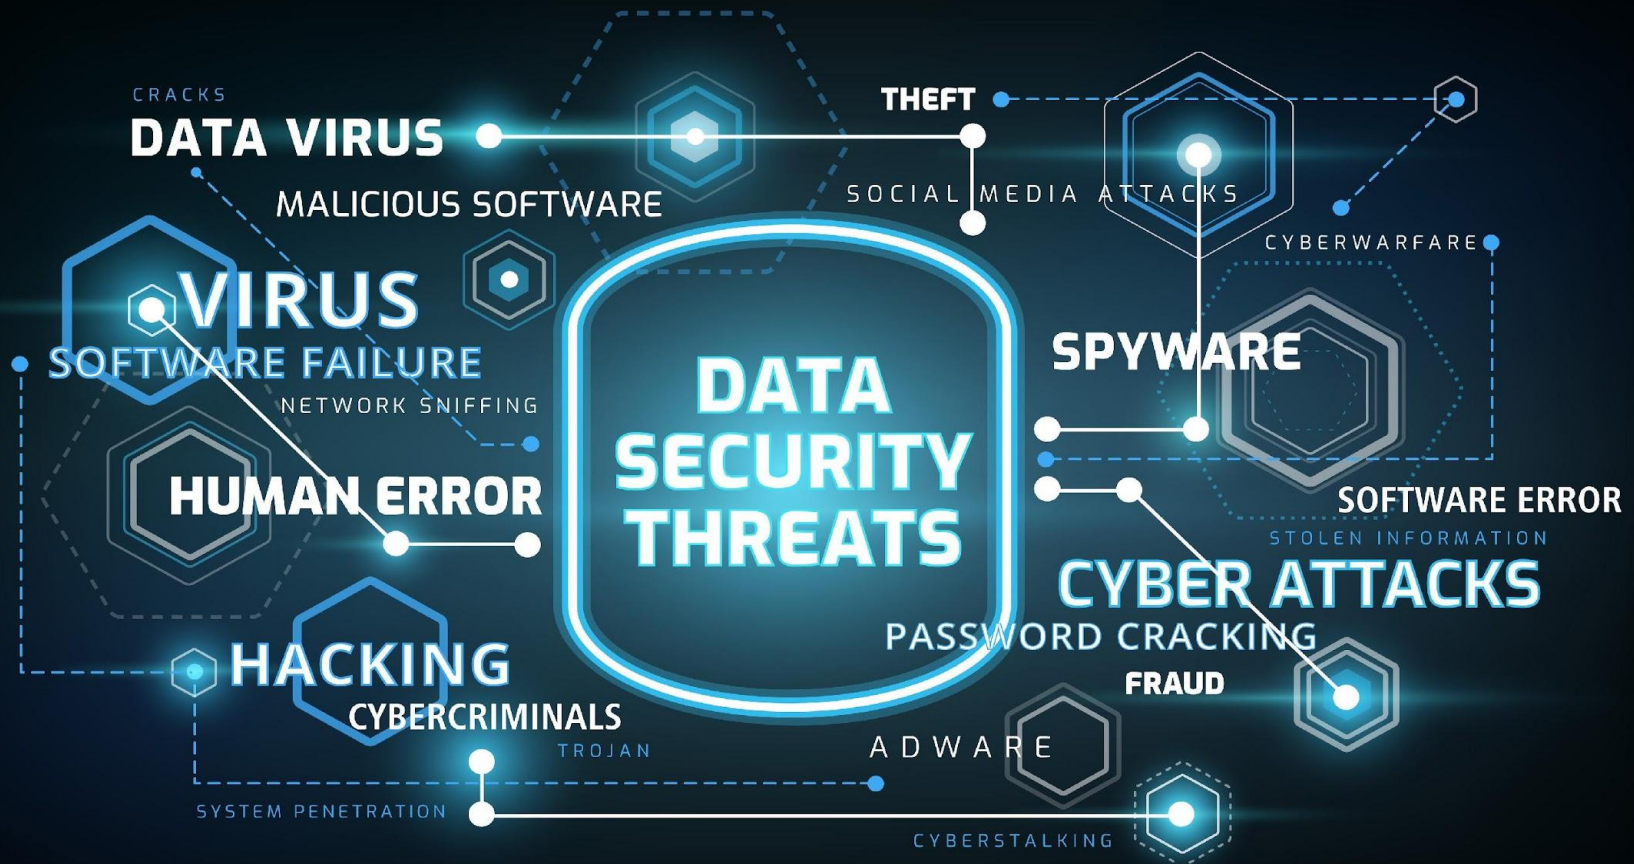 CRACKS
DATA VIRUS
MALICIOUS SOFTWARE
THEFT
SOCIAL MEDIA ATTACKS
CYBERWARFARE
VIRUS
SOFTWARE FAILURE
NETWORK SNIFFING
HUMAN ERROR
DATA
SECURITY
THREATS
SPYWARE
SOFTWARE ERROR
STOLEN INFORMATION
CYBER ATTACKS
PASSWORD CRACKING
FRAUD
HACKING
CYBERCRIMINALS
TROJAN
ADWARE
SYSTEM PENETRATION
CYBERSTALKING